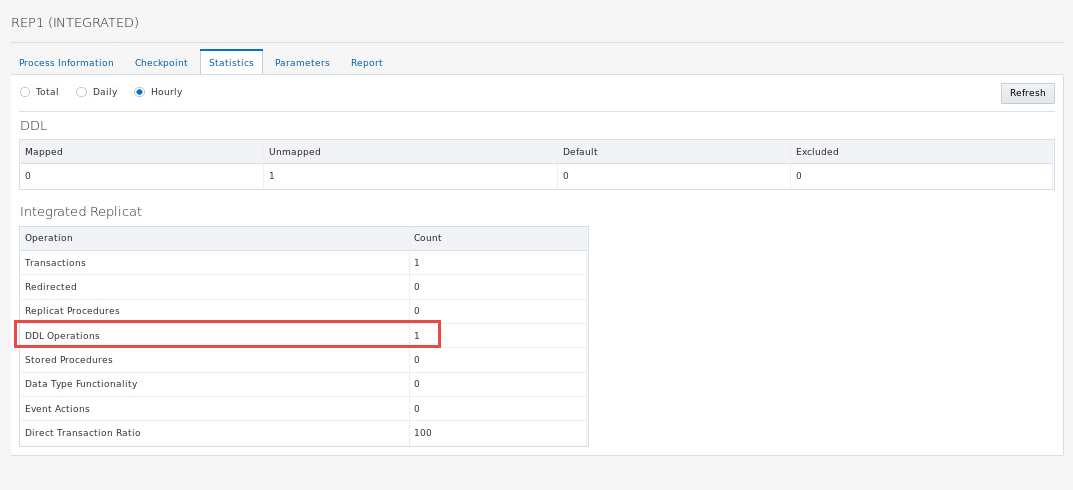 REP1 (INTEGRATED)
Process Information Checkpoint Statistics Parameters Report
Total Daily Hourly Refresh
DDL
Mapped Unmapped Default Excluded
0 1 0 0
Integrated Replicat
Operation Count
Transactions 1
Redirected 0
Replicat Procedures 0
DDL Operations 1
Stored Procedures 0
Data Type Functionality 0
Event Actions 0
Direct Transaction Ratio 100